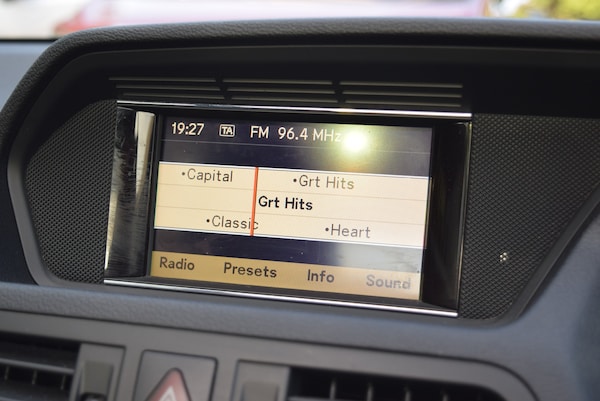 19:27 TA FM 96.4 MHz
•Capital •Grt Hits
Grt Hits
•Classic •Heart
Radio Presets Info Sound